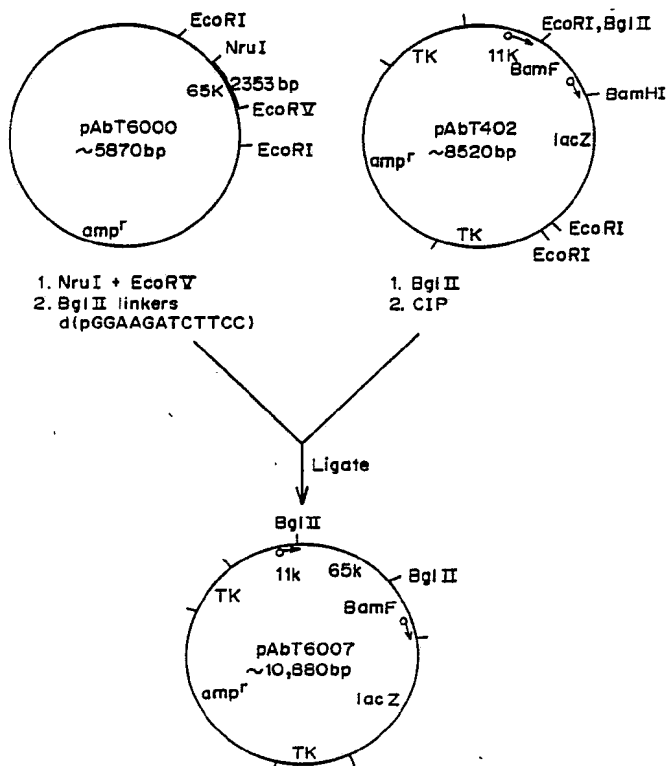 EcoRI
NruI
65K
2353 bp
EcoRV
pAbT6000
~5870bp
EcoRI
ampr
1. NruI + EcoRV
2. BglII linkers
d(pGGAAGATCTTCC)
EcoRI, BglII
TK
11K
BamF
BamHI
pAbT402
~8520bp
lacZ
ampr
EcoRI
EcoRI
TK
1. BglII
2. CIP
Ligate
BglII
11k
65k
BglII
TK
BamF
pAbT6007
~10,880bp
ampr
lacZ
TK